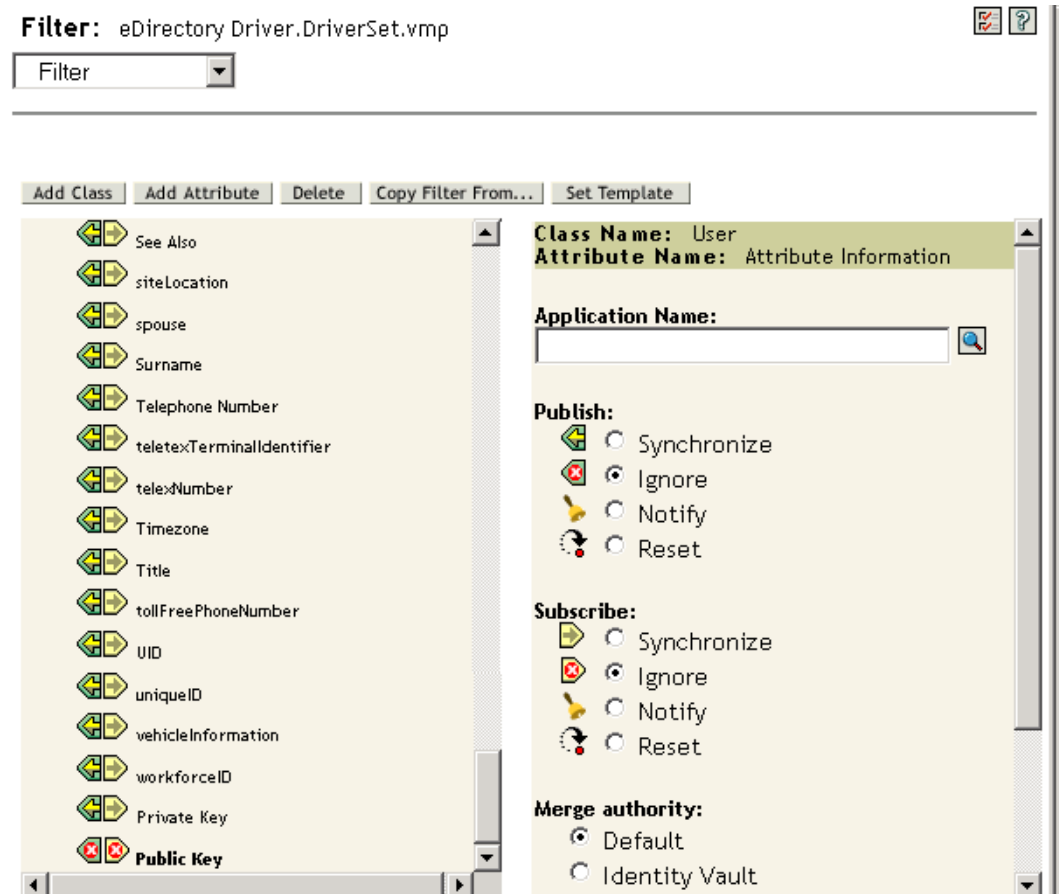 Filter: eDirectory Driver.DriverSet.vmp
Filter
Add Class Add Attribute Delete Copy Filter From... Set Template
See Also
siteLocation
spouse
Surname
Telephone Number
teletexTerminalIdentifier
telexNumber
Timezone
Title
tollFreePhoneNumber
UID
uniqueID
vehicleInformation
workforceID
Private Key
Public Key
Class Name: User
Attribute Name: Attribute Information
Application Name:
Publish:
Synchronize
Ignore
Notify
Reset
Subscribe:
Synchronize
Ignore
Notify
Reset
Merge authority:
Default
Identity Vault